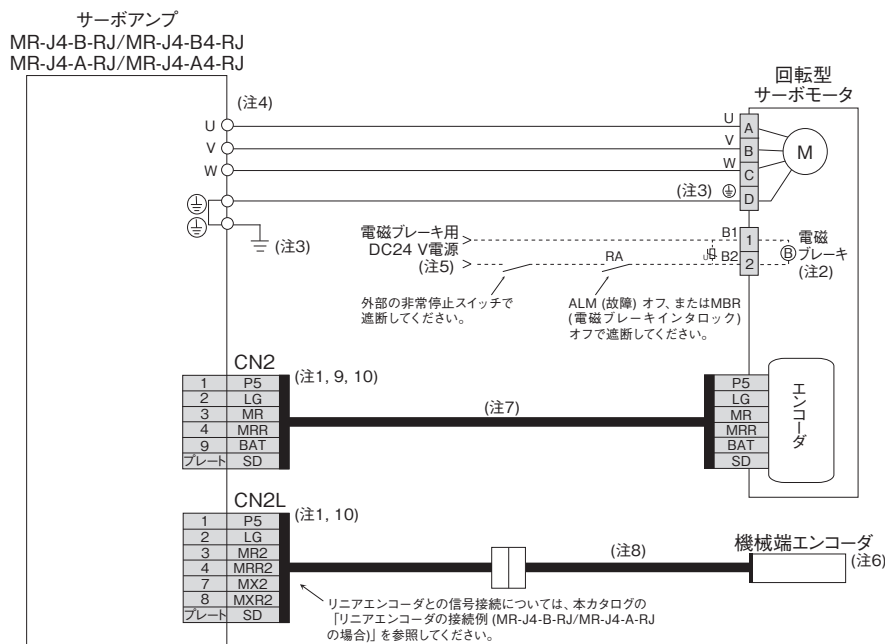 サーボアンプ
MR-J4-B-RJ/MR-J4-B4-RJ
MR-J4-A-RJ/MR-J4-A4-RJ
回転型
サーボモータ
(注4)
U
V
W
U
V
W
(注3)
A
B
C
D
M
(注3)
電磁ブレーキ用
DC24 V電源
(注5)
RA
B1
B2
U
1
2
B
電磁
ブレーキ
(注2)
外部の非常停止スイッチで
遮断してください。
ALM (故障) オフ、またはMBR
(電磁ブレーキインタロック)
オフで遮断してください。
CN2
(注1, 9, 10)
1 P5
2 LG
3 MR
4 MRR
9 BAT
プレート SD
(注7)
P5
LG
MR
MRR
BAT
SD
エンコーダ
CN2L
(注1, 10)
1 P5
2 LG
3 MR2
4 MRR2
7 MX2
8 MXR2
プレート SD
(注8)
機械端エンコーダ
(注6)
リニアエンコーダとの信号接続については、本カタログの
「リニアエンコーダの接続例 (MR-J4-B-RJ/MR-J4-A-RJ
の場合)」を参照してください。